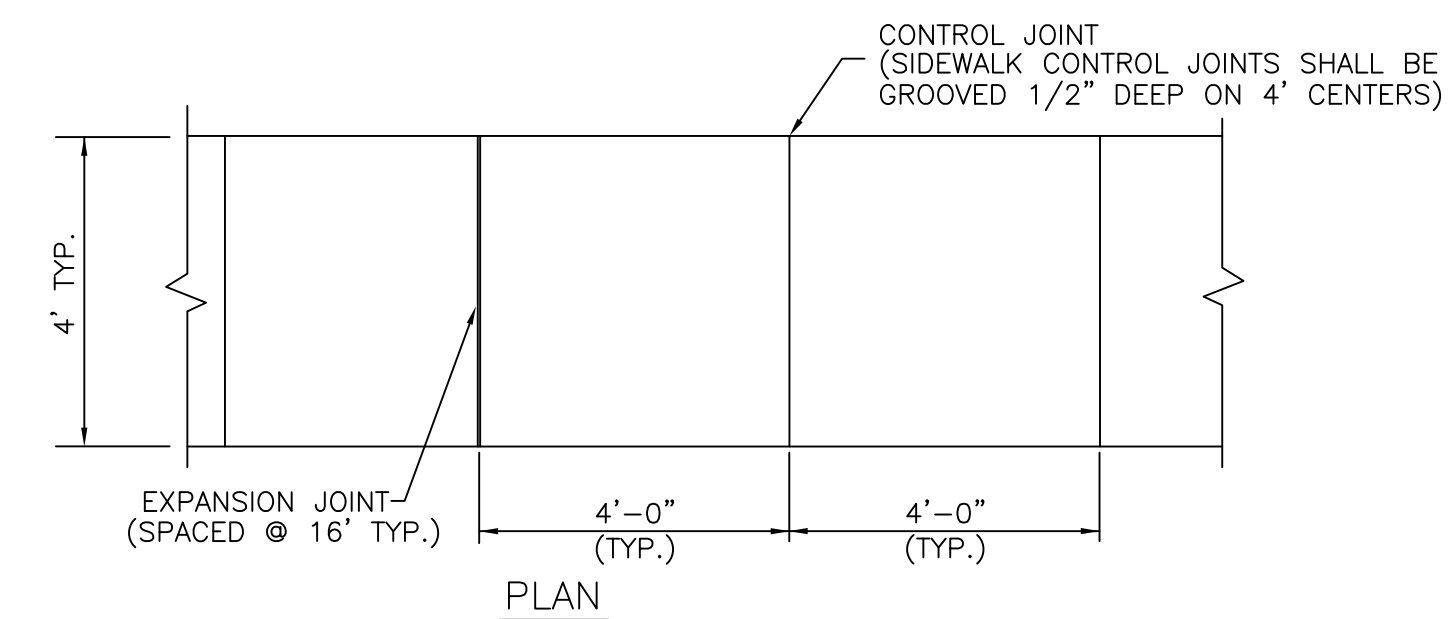 CONTROL JOINT
(SIDEWALK CONTROL JOINTS SHALL BE
GROOVED 1/2" DEEP ON 4' CENTERS)
4' TYP.
EXPANSION JOINT
(SPACED @ 16' TYP.)
4'-0"
(TYP.)
4'-0"
(TYP.)
PLAN